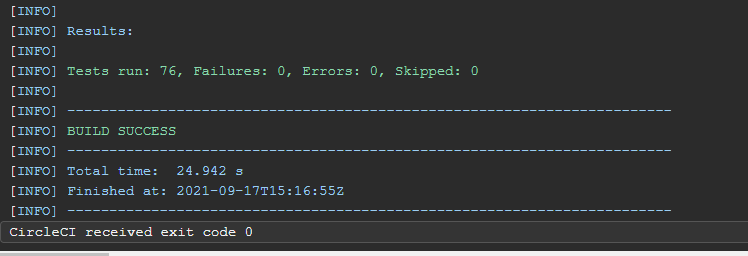 [INFO]
[INFO] Results:
[INFO]
[INFO] Tests run: 76, Failures: 0, Errors: 0, Skipped: 0
[INFO]
[INFO] ------------------------------------------------------------------------
[INFO] BUILD SUCCESS
[INFO] ------------------------------------------------------------------------
[INFO] Total time:  24.942 s
[INFO] Finished at: 2021-09-17T15:16:55Z
[INFO] ------------------------------------------------------------------------
CircleCI received exit code 0